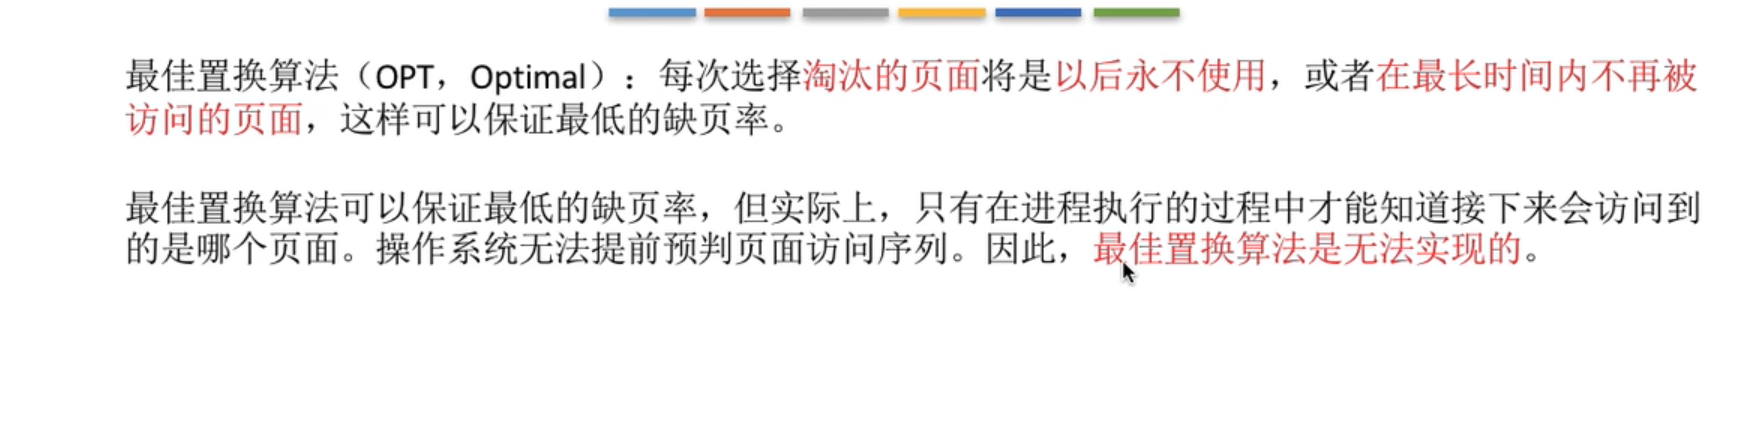 最佳置换算法（OPT，Optimal）：每次选择淘汰的页面将是以后永不使用，或者在最长时间内不再被
访问的页面，这样可以保证最低的缺页率。
最佳置换算法可以保证最低的缺页率，但实际上，只有在进程执行的过程中才能知道接下来会访问到
的是哪个页面。操作系统无法提前预判页面访问序列。因此，最佳置换算法是无法实现的。